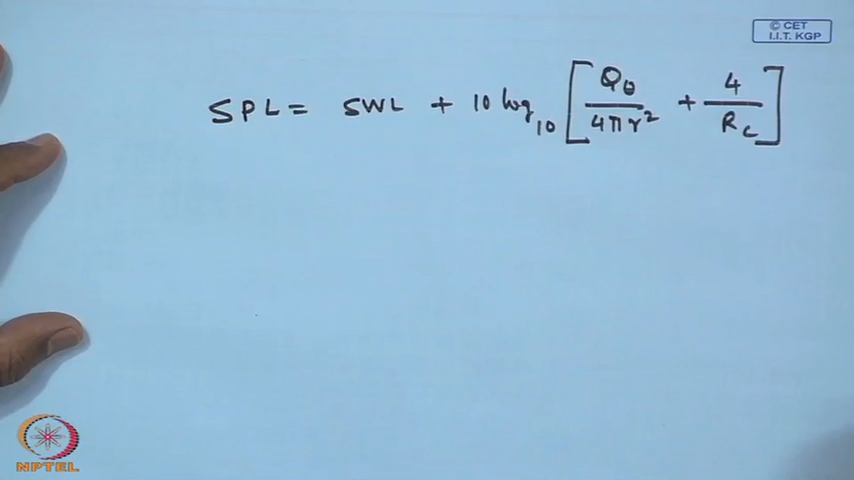 © CET
I.I.T. KGP
SPL = SWL + 10 log₁₀ [ Qθ / 4πr² + 4 / Rc ]
NPTEL